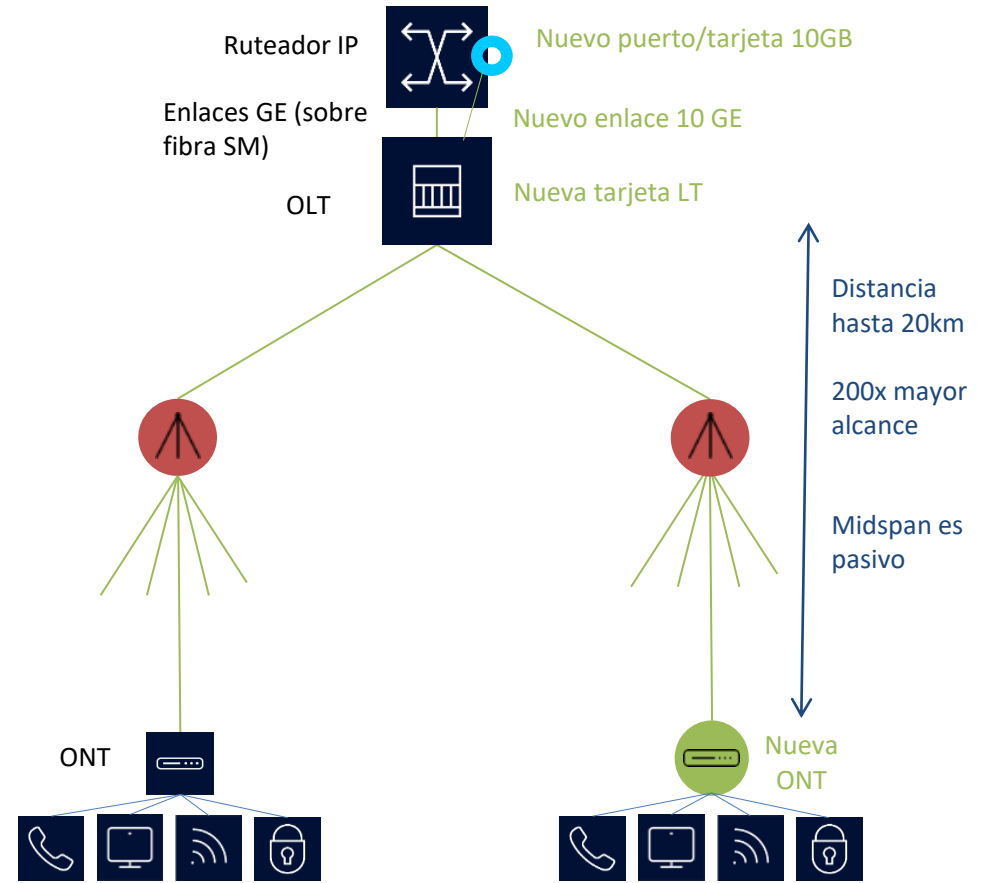 Ruteador IP
Nuevo puerto/tarjeta 10GB
Enlaces GE (sobre
fibra SM)
Nuevo enlace 10 GE
OLT
Nueva tarjeta LT
Distancia
hasta 20km
200x mayor
alcance
Midspan es
pasivo
ONT
Nueva
ONT